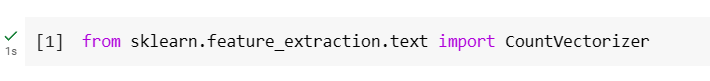 [1] from sklearn.feature_extraction.text import CountVectorizer
1s